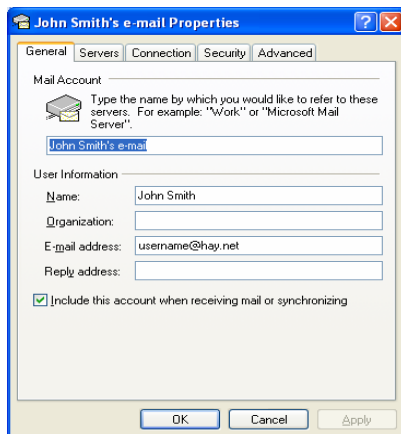 John Smith's e-mail Properties
General Servers Connection Security Advanced
Mail Account
Type the name by which you would like to refer to these
servers. For example: "Work" or "Microsoft Mail
Server".
John Smith's e-mail
User Information
Name: John Smith
Organization:
E-mail address: username@hay.net
Reply address:
Include this account when receiving mail or synchronizing
OK Cancel Apply